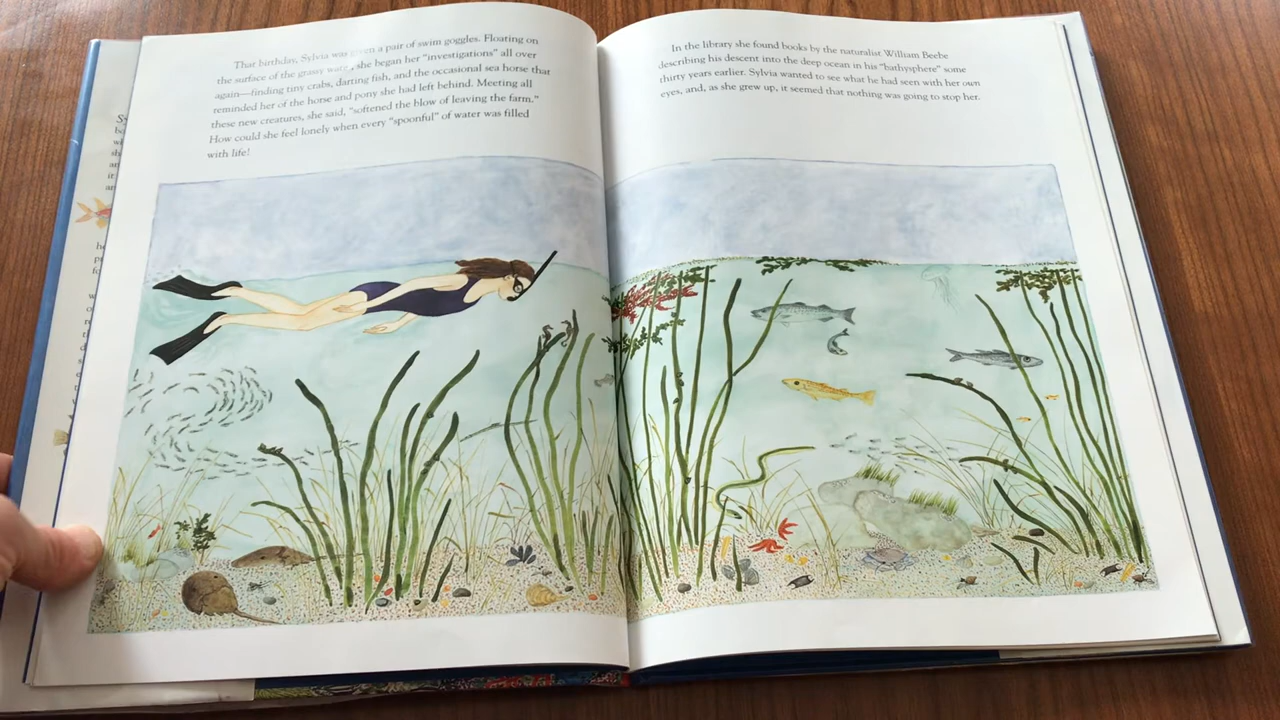 That birthday, Sylvia was given a pair of swim goggles. Floating on
the surface of the grassy water, she began her "investigations" all over
again—finding tiny crabs, darting fish, and the occasional sea horse that
reminded her of the horse and pony she had left behind. Meeting all
these new creatures, she said, "softened the blow of leaving the farm."
How could she feel lonely when every "spoonful" of water was filled
with life!
In the library she found books by the naturalist William Beebe
describing his descent into the deep ocean in his "bathysphere" some
thirty years earlier. Sylvia wanted to see what he had seen with her own
eyes, and, as she grew up, it seemed that nothing was going to stop her.